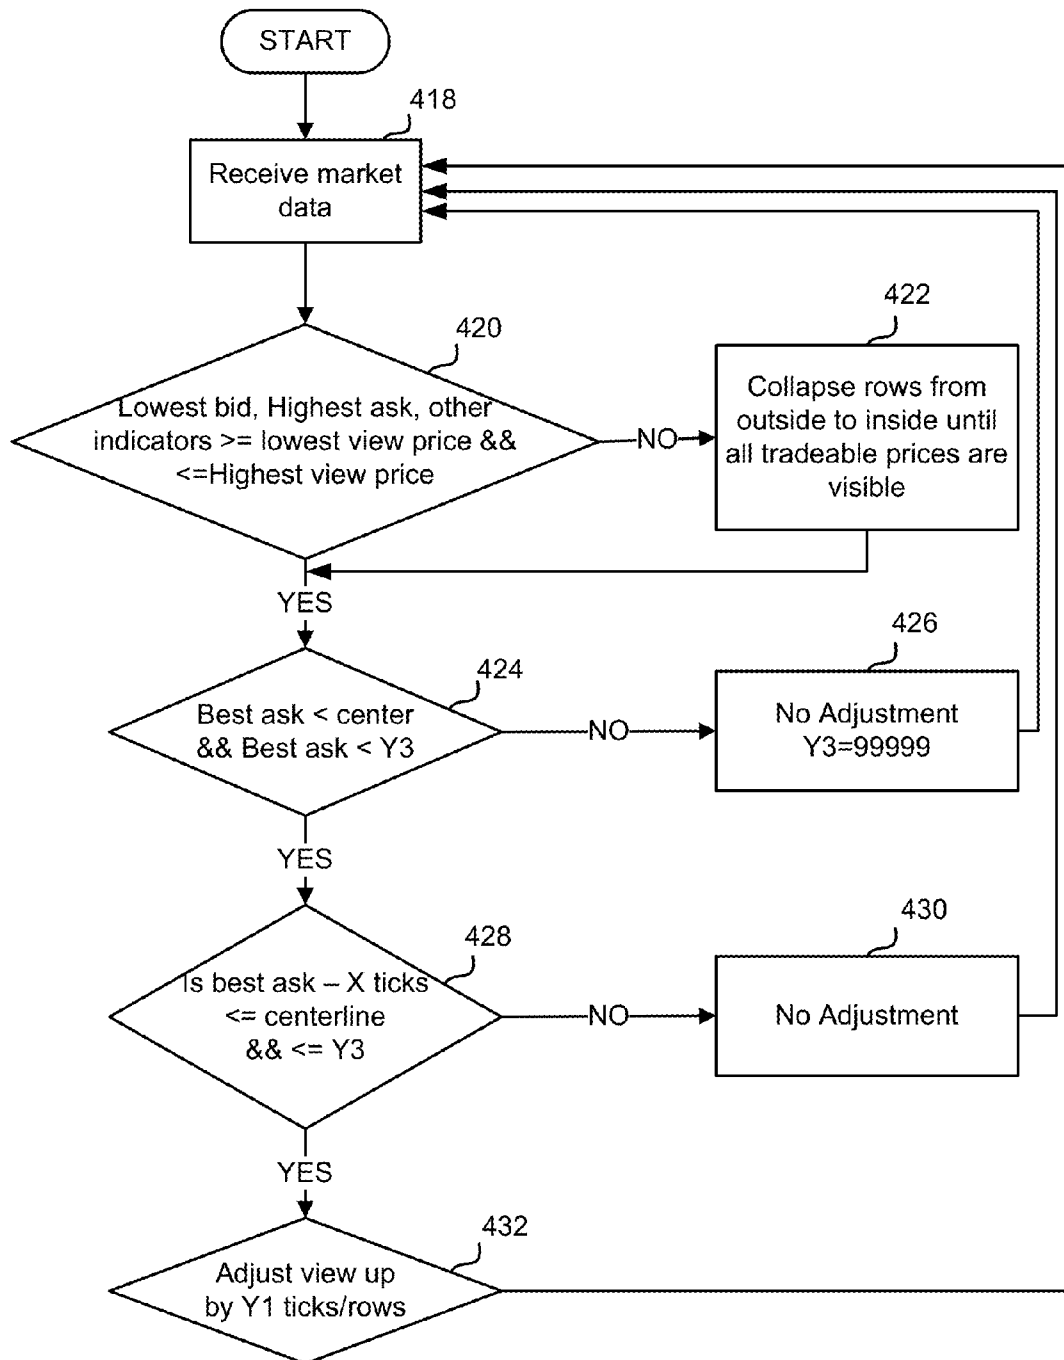 START
418
Receive market
data
420
Lowest bid, Highest ask, other
indicators >= lowest view price &&
<=Highest view price
NO
422
Collapse rows from
outside to inside until
all tradeable prices are
visible
YES
424
Best ask < center
&& Best ask < Y3
NO
426
No Adjustment
Y3=99999
YES
428
Is best ask – X ticks
<= centerline
&& <= Y3
NO
430
No Adjustment
YES
432
Adjust view up
by Y1 ticks/rows